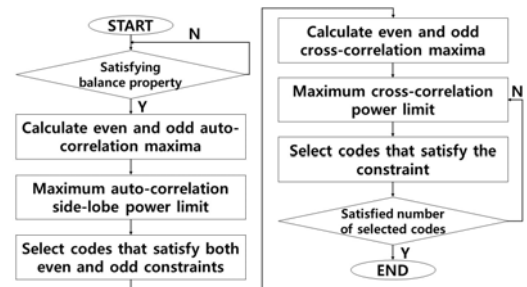 START
N
Satisfying
balance property
Y
Calculate even and odd auto-
correlation maxima
Maximum auto-correlation
side-lobe power limit
Select codes that satisfy both
even and odd constraints
Calculate even and odd
cross-correlation maxima
Maximum cross-correlation
power limit
N
Select codes that satisfy the
constraint
Satisfied number
of selected codes
Y
END